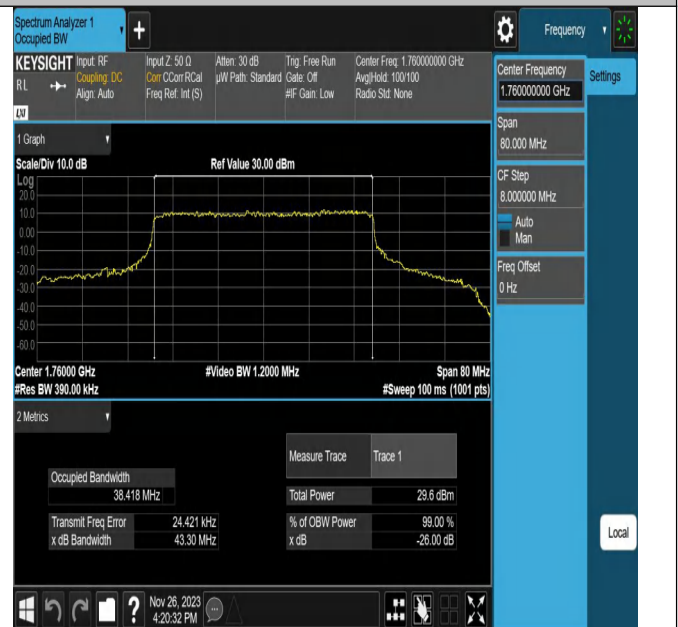 Spectrum Analyzer 1
Occupied BW
Frequency
KEYSIGHT
RL
LXI
Input: RF
Coupling: DC
Align: Auto
Input Z: 50 Ω
Corr CCorr RCal
Freq Ref: Int (S)
Atten: 30 dB
µW Path: Standard
Trig: Free Run
Gate: Off
#IF Gain: Low
Center Freq: 1.760000000 GHz
Avg|Hold: 100/100
Radio Std: None
Center Frequency
1.760000000 GHz
Settings
Span
80.000 MHz
CF Step
8.000000 MHz
Auto
Man
Freq Offset
0 Hz
Local
1 Graph
Scale/Div 10.0 dB
Ref Value 30.00 dBm
Log
20.0
10.0
0.00
-10.0
-20.0
-30.0
-40.0
-50.0
-60.0
Center 1.76000 GHz
#Video BW 1.2000 MHz
Span 80 MHz
#Res BW 390.00 kHz
#Sweep 100 ms (1001 pts)
2 Metrics
Measure Trace
Trace 1
Occupied Bandwidth
38.418 MHz
Total Power
29.6 dBm
Transmit Freq Error
24.421 kHz
% of OBW Power
99.00 %
x dB Bandwidth
43.30 MHz
x dB
-26.00 dB
?
Nov 26, 2023
4:20:32 PM